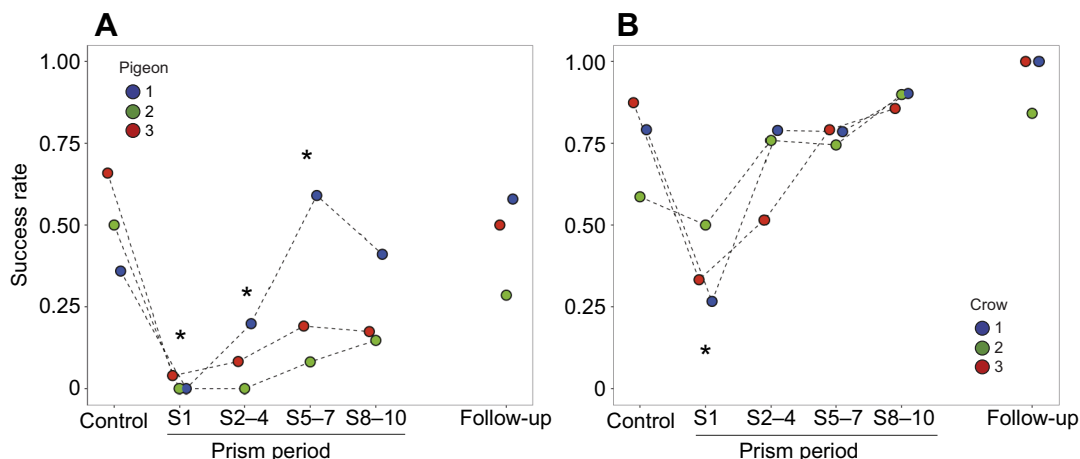 A
B
1.00
0.75
0.50
0.25
0
Success rate
Pigeon
1
2
3
*
*
*
Control
S1
S2–4
S5–7
S8–10
Follow-up
Prism period
1.00
0.75
0.50
0.25
0
Crow
1
2
3
*
Control
S1
S2–4
S5–7
S8–10
Follow-up
Prism period